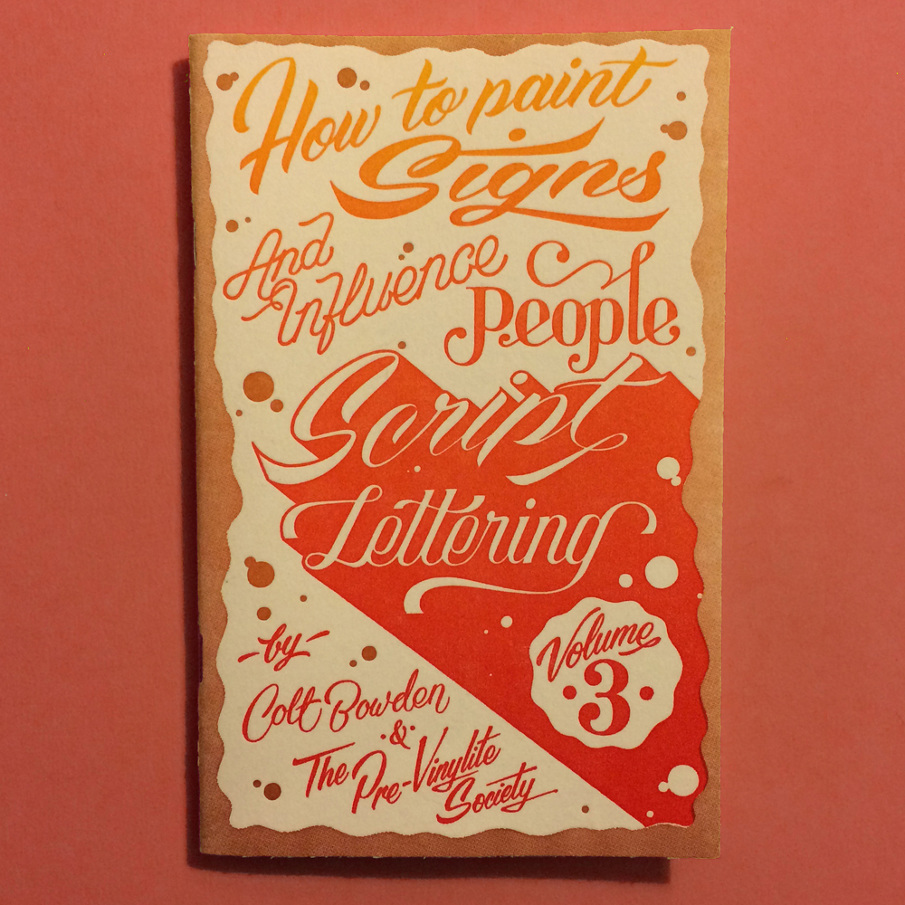 How to paint
Signs
And
Influence
People
Script
Lettering
-by-
Colt Bowden
&
The Pre-Vinylite
Society
Volume
3